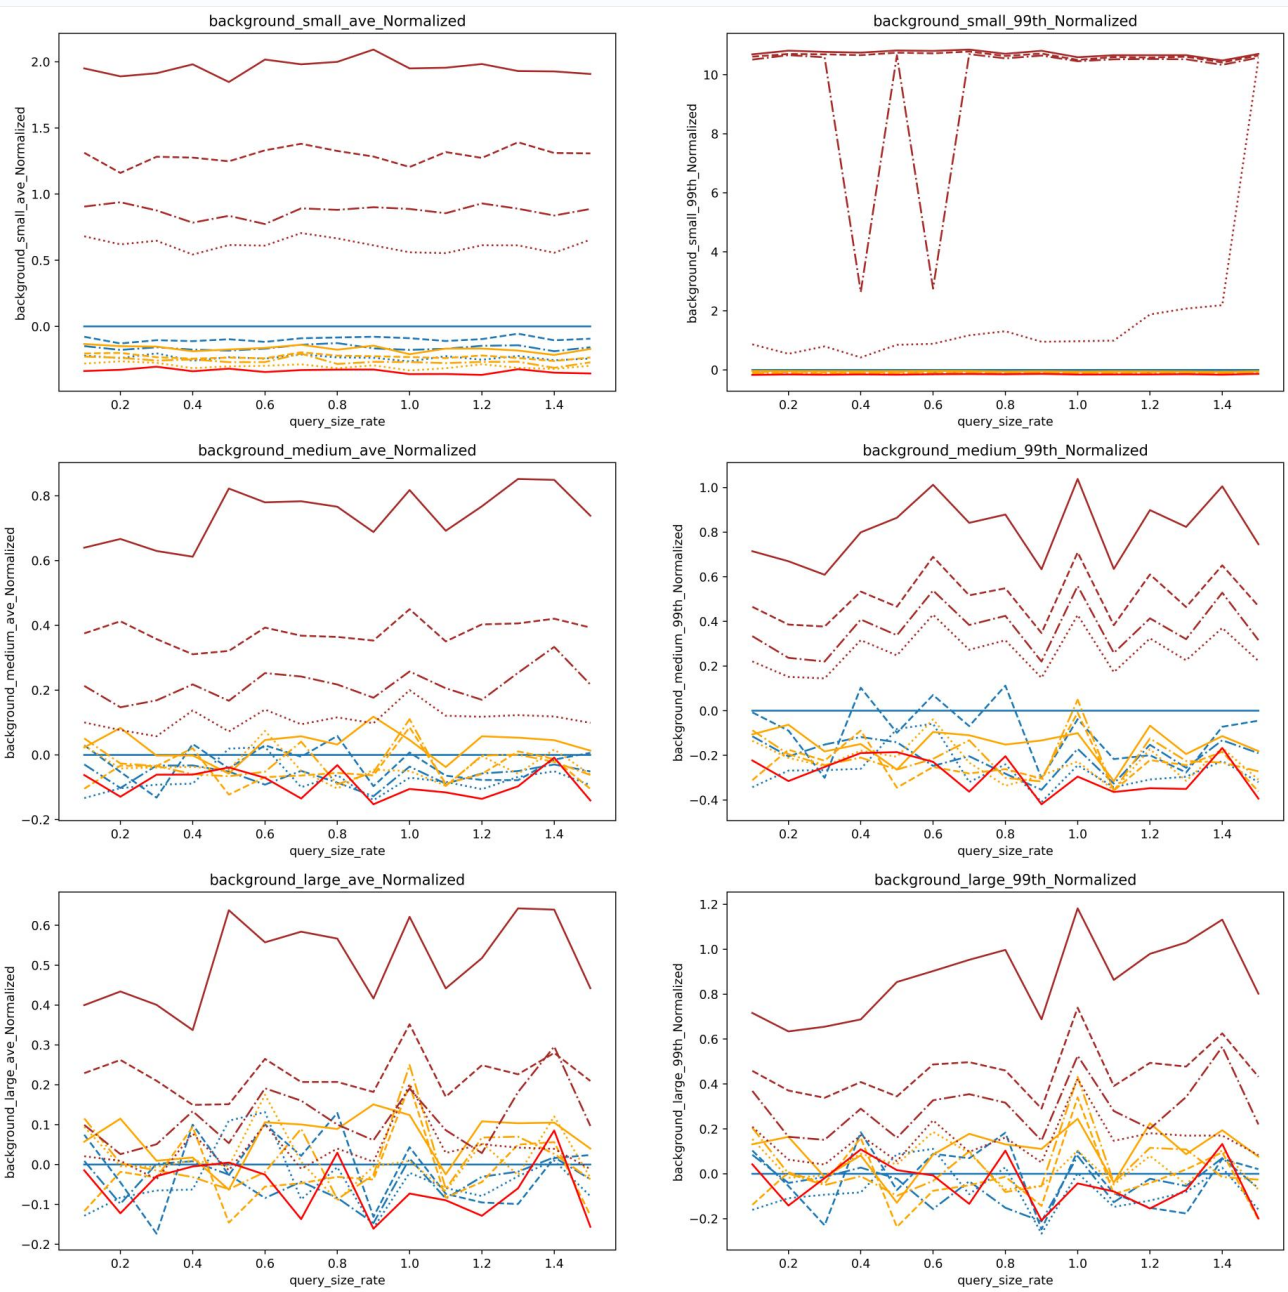 background_small_ave_Normalized
background_small_ave_Normalized
2.0
1.5
1.0
0.5
0.0
0.2 0.4 0.6 0.8 1.0 1.2 1.4
query_size_rate
background_small_99th_Normalized
background_small_99th_Normalized
10
8
6
4
2
0
0.2 0.4 0.6 0.8 1.0 1.2 1.4
query_size_rate
background_medium_ave_Normalized
background_medium_ave_Normalized
0.8
0.6
0.4
0.2
0.0
−0.2
0.2 0.4 0.6 0.8 1.0 1.2 1.4
query_size_rate
background_medium_99th_Normalized
background_medium_99th_Normalized
1.0
0.8
0.6
0.4
0.2
0.0
−0.2
−0.4
0.2 0.4 0.6 0.8 1.0 1.2 1.4
query_size_rate
background_large_ave_Normalized
background_large_ave_Normalized
0.6
0.5
0.4
0.3
0.2
0.1
0.0
−0.1
−0.2
0.2 0.4 0.6 0.8 1.0 1.2 1.4
query_size_rate
background_large_99th_Normalized
background_large_99th_Normalized
1.2
1.0
0.8
0.6
0.4
0.2
0.0
−0.2
0.2 0.4 0.6 0.8 1.0 1.2 1.4
query_size_rate